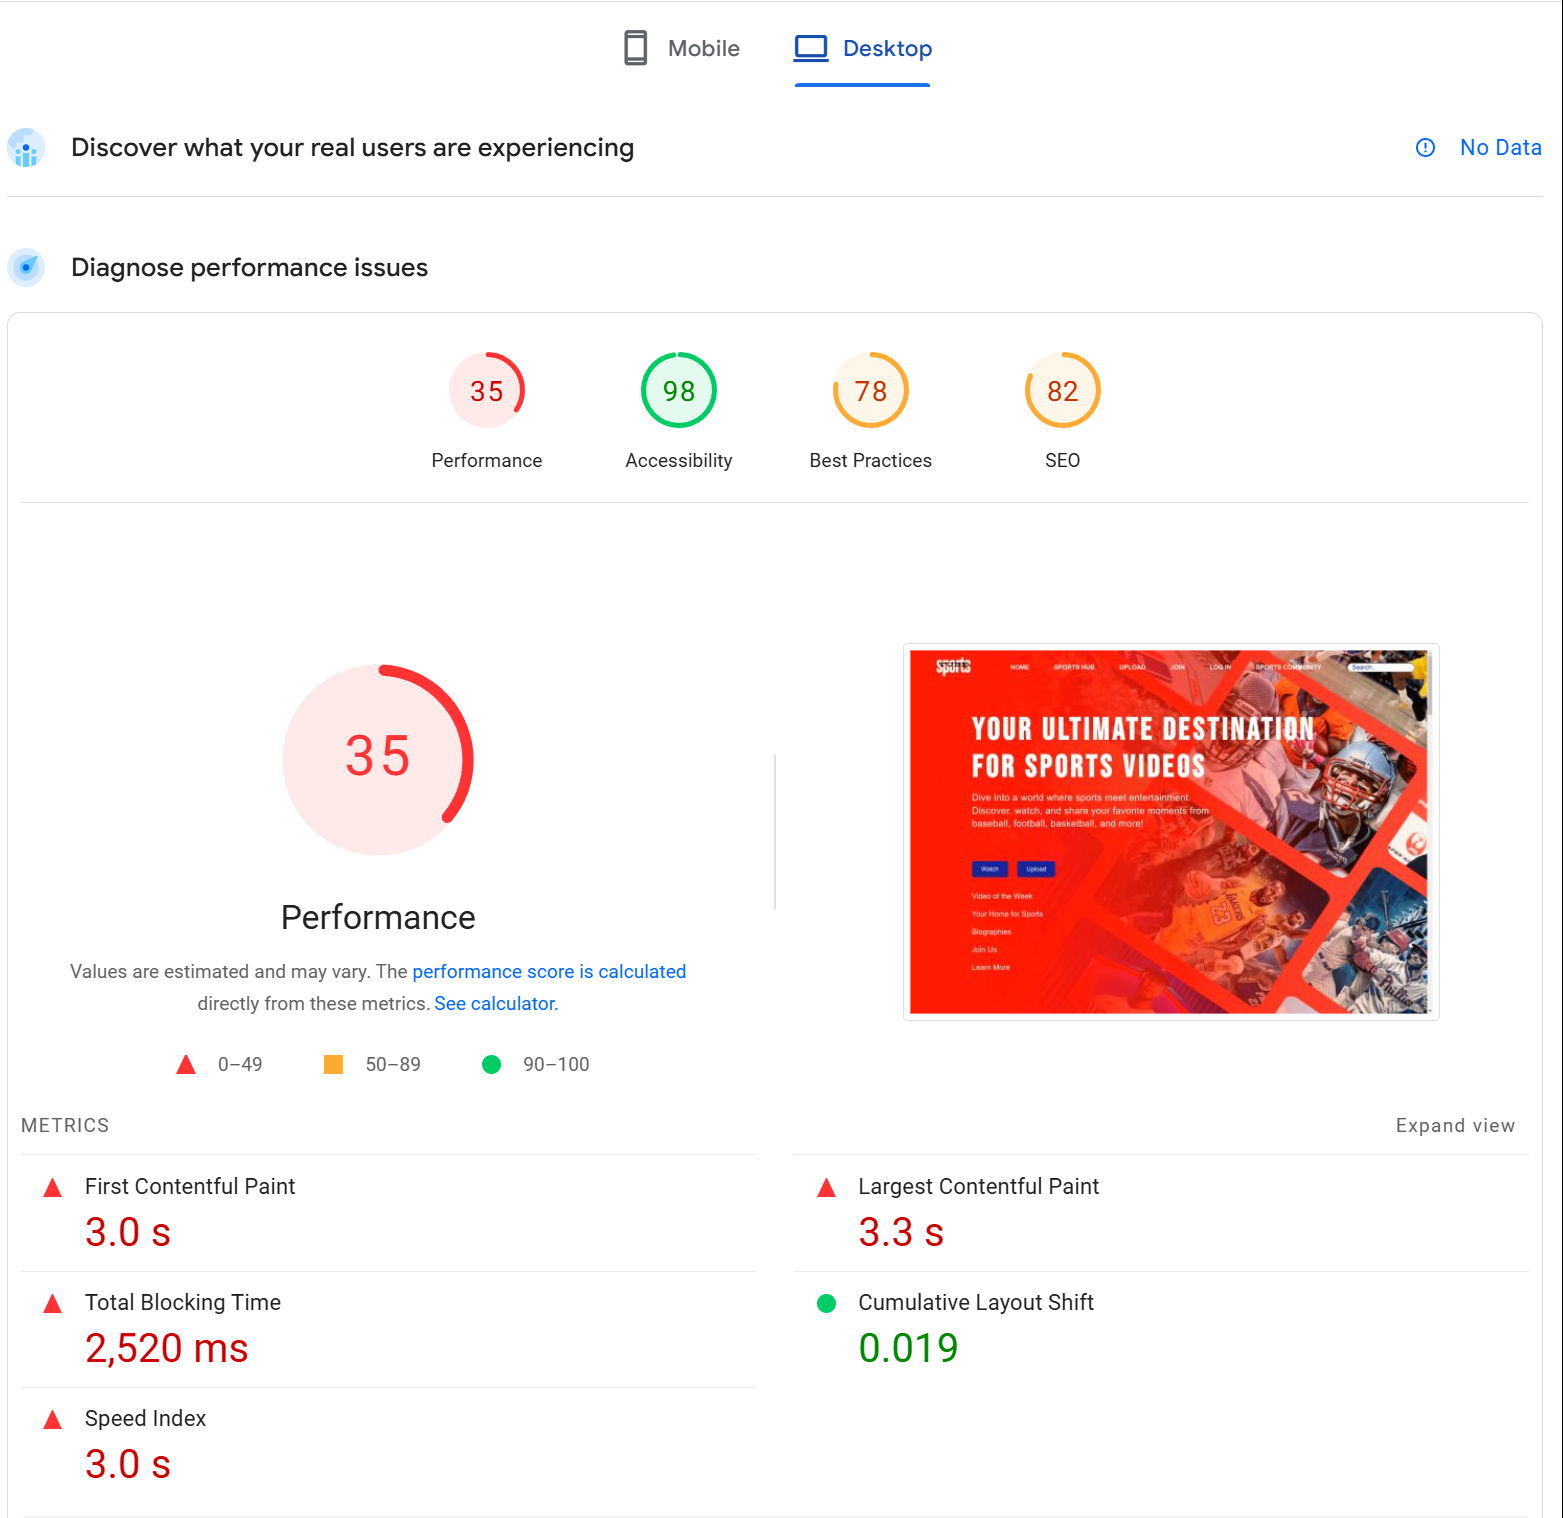 Mobile
Desktop
Discover what your real users are experiencing
No Data
Diagnose performance issues
35
98
78
82
Performance
Accessibility
Best Practices
SEO
35
Performance
Values are estimated and may vary. The performance score is calculated
directly from these metrics. See calculator.
0–49
50–89
90–100
sports
HOME
SPORTS HUB
UPLOAD
JOIN
LOG IN
SPORTS COMMUNITY
Search...
YOUR ULTIMATE DESTINATION
FOR SPORTS VIDEOS
Dive into a world where sports meet entertainment.
Discover, watch, and share your favorite moments from
baseball, football, basketball, and more!
Watch
Upload
Video of the Week
Your Home for Sports
Biographies
Join Us
Learn More
LAKERS
23
Phillies
METRICS
Expand view
First Contentful Paint
3.0 s
Largest Contentful Paint
3.3 s
Total Blocking Time
2,520 ms
Cumulative Layout Shift
0.019
Speed Index
3.0 s